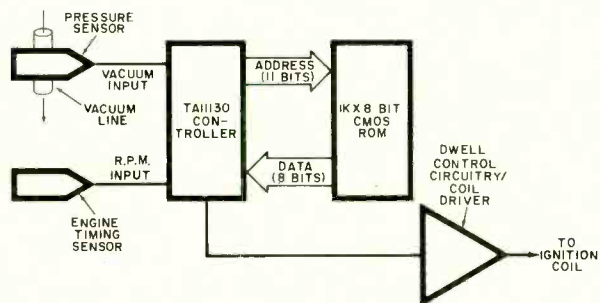 PRESSURE
SENSOR
VACUUM
INPUT
VACUUM
LINE
R.P.M.
INPUT
ENGINE
TIMING
SENSOR
TA11130
CON-
TROLLER
ADDRESS
(11 BITS)
DATA
(8 BITS)
1K X 8 BIT
CMOS
ROM
DWELL
CONTROL
CIRCUITRY/
COIL
DRIVER
TO
IGNITION
COIL